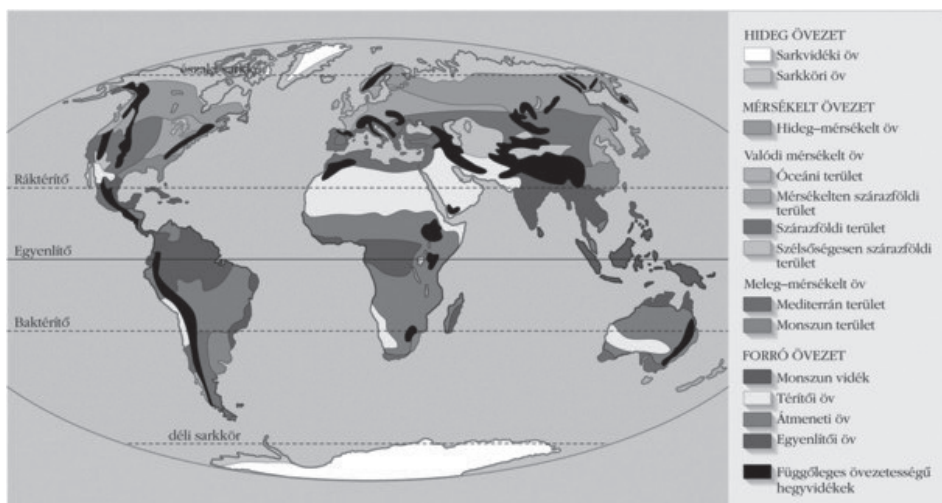 északi sarkkör
Ráktérítő
Egyenlítő
Baktérítő
déli sarkkör
HIDEG ÖVEZET
Sarkvidéki öv
Sarkköri öv
MÉRSÉKELT ÖVEZET
Hideg–mérsékelt öv
Valódi mérsékelt öv
Óceáni terület
Mérsékelten szárazföldi
terület
Szárazföldi terület
Szélsőségesen szárazföldi
terület
Meleg–mérsékelt öv
Mediterrán terület
Monszun terület
FORRÓ ÖVEZET
Monszun vidék
Térítői öv
Átmeneti öv
Egyenlítői öv
Függőleges övezetességű
hegyvidékek